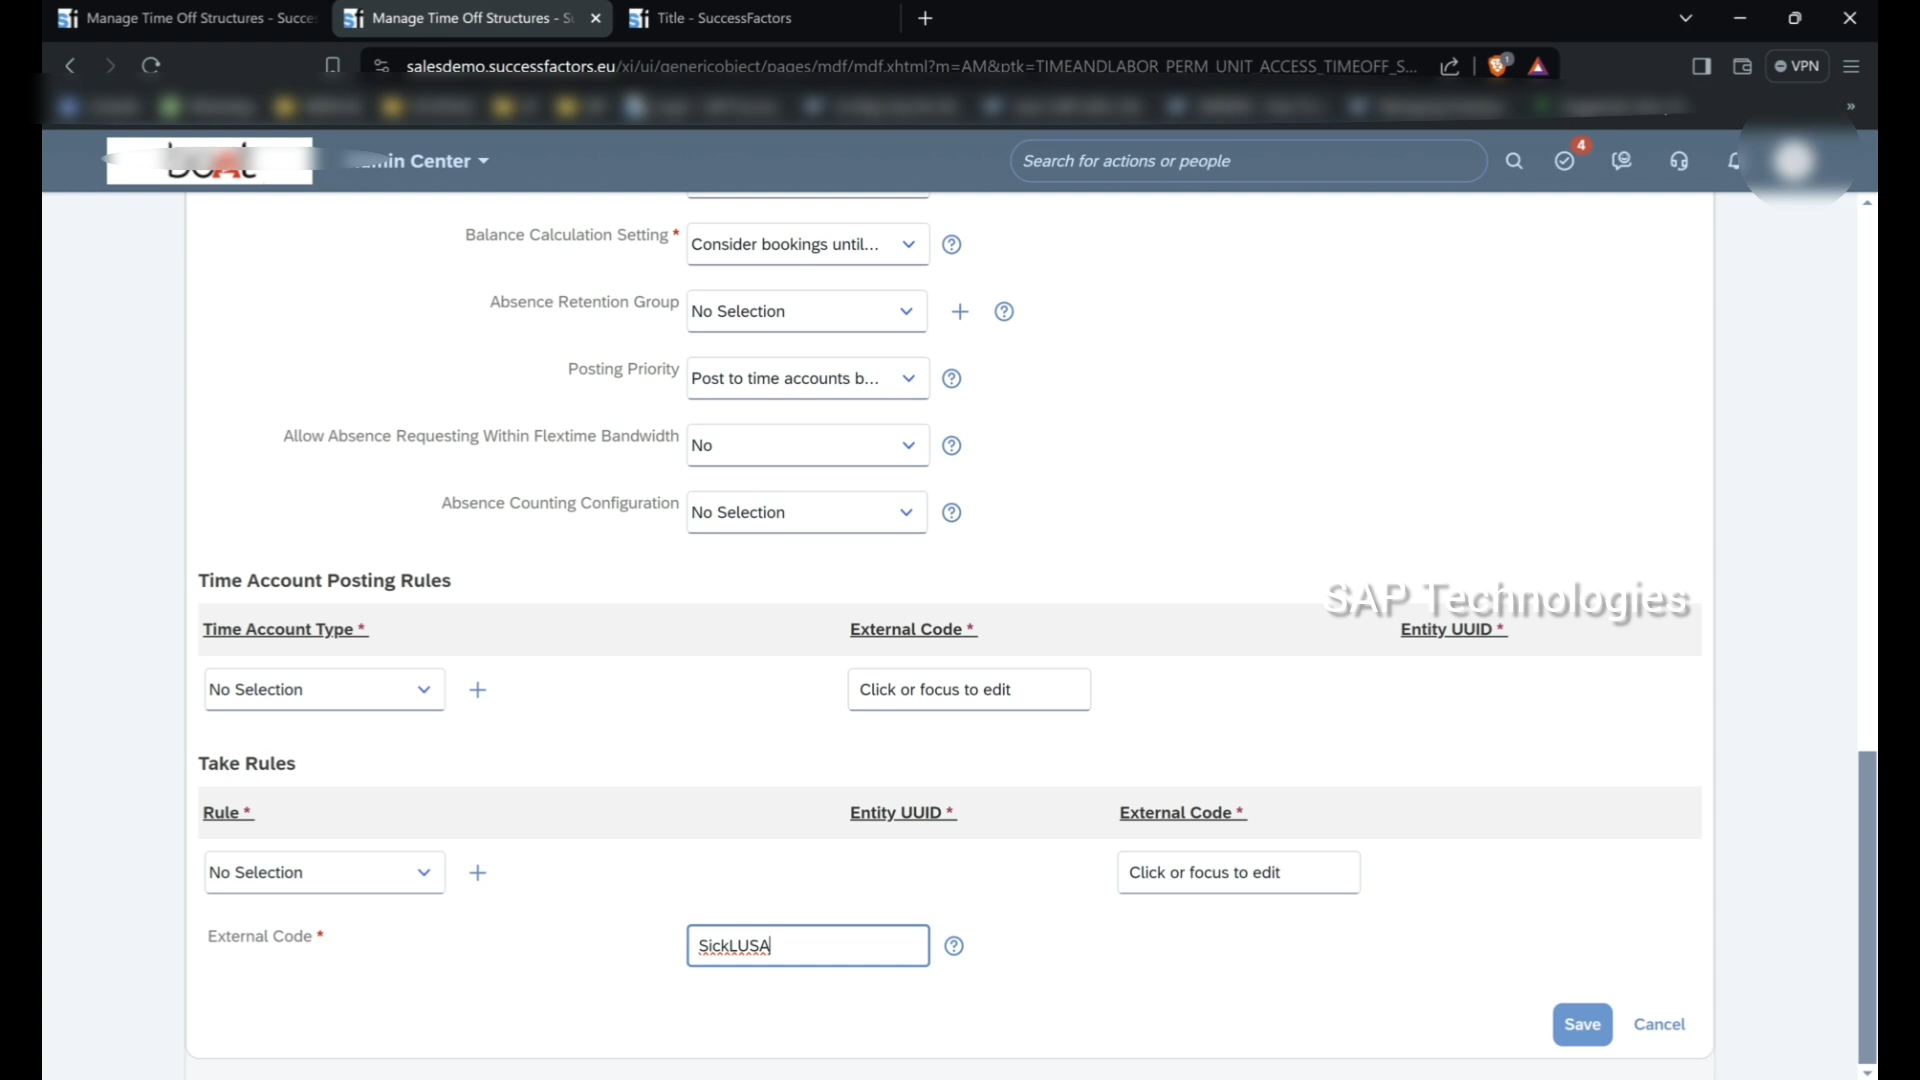 Manage Time Off Structures - Succes
Manage Time Off Structures - Su
Title - SuccessFactors
salesdemo.successfactors.eu/xi/ui/genericobject/pages/mdf/mdf.xhtml?m=AM&ptk=TIMEANDLABOR_PERM_UNIT_ACCESS_TIMEOFF_S...
1
VPN
Center
Search for actions or people
4
Balance Calculation Setting *
Consider bookings until...
Absence Retention Group
No Selection
Posting Priority
Post to time accounts b...
Allow Absence Requesting Within Flextime Bandwidth
No
Absence Counting Configuration
No Selection
Time Account Posting Rules
SAP Technologies
Time Account Type *
External Code *
Entity UUID *
No Selection
Click or focus to edit
Take Rules
Rule *
Entity UUID *
External Code *
No Selection
Click or focus to edit
External Code *
SickLUSA
Save
Cancel